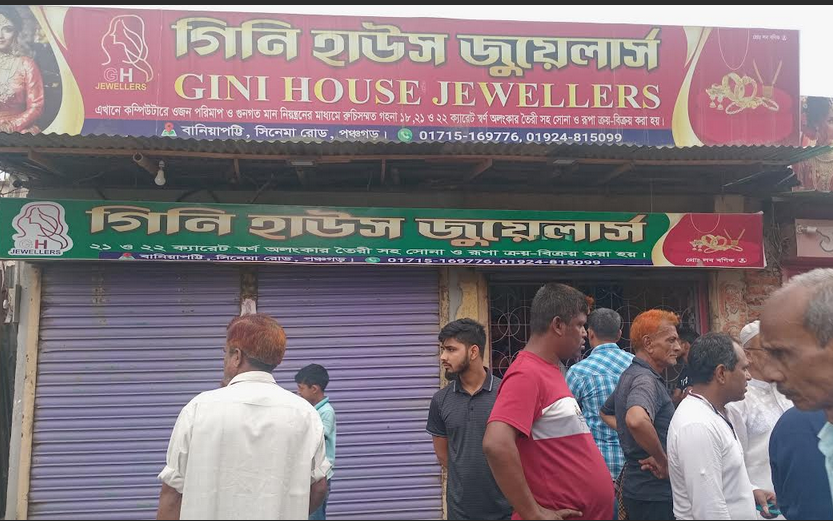 গিনি হাউস জুয়েলার্স
GH
JEWELLERS
GINI HOUSE JEWELLERS
এখানে কম্পিউটারে ওজন পরিমাপ ও গুনগত মান নিয়ন্ত্রনের মাধ্যমে রুচিসম্মত গহনা ১৮,২১ ও ২২ ক্যারেট স্বর্ণ অলংকার তৈরী সহ সোনা ও রূপা ক্রয়-বিক্রয় করা হয়।
বানিয়াপট্টি, সিনেমা রোড, পঞ্চগড়। 01715-169776, 01924-815099
গিনি হাউস জুয়েলার্স
GH
JEWELLERS
২১ ও ২২ ক্যারেট স্বর্ণ অলংকার তৈরী সহ সোনা ও রূপা ক্রয়-বিক্রয় করা হয়।
বানিয়াপট্টি, সিনেমা রোড, পঞ্চগড়। 01715-169776, 01924-815099